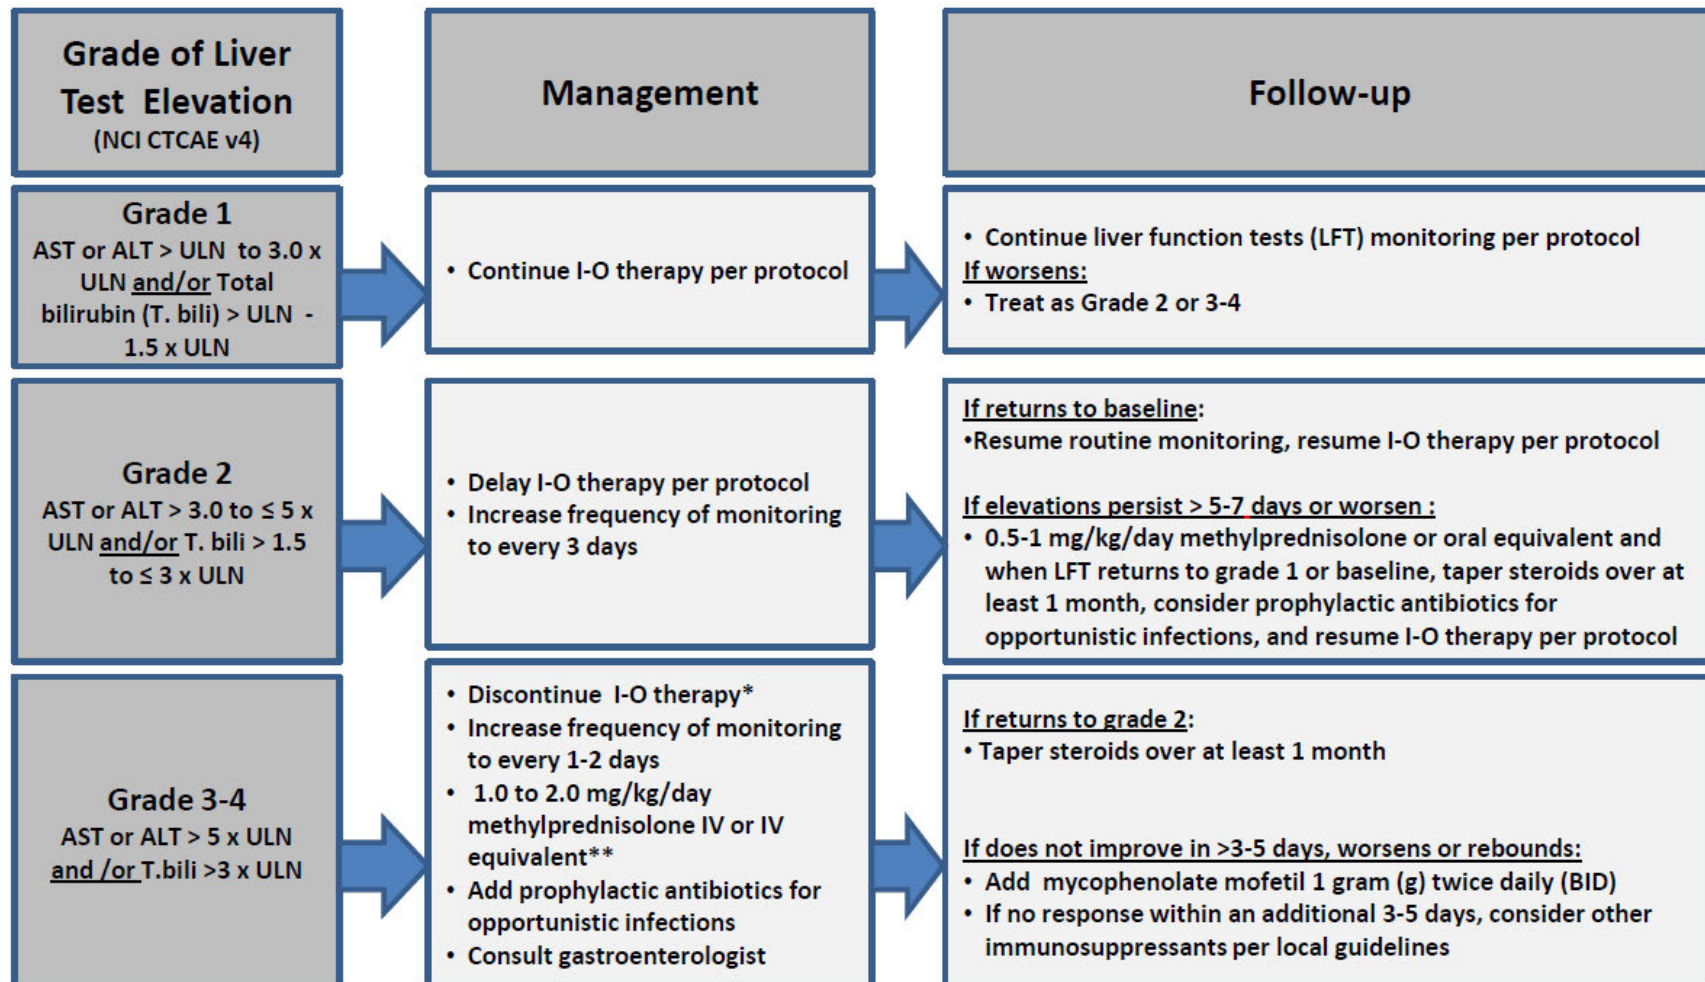 Grade of Liver
Test Elevation
(NCI CTCAE v4)
Management
Follow-up
Grade 1
AST or ALT > ULN to 3.0 x
ULN and/or Total
bilirubin (T. bili) > ULN -
1.5 x ULN
• Continue I-O therapy per protocol
• Continue liver function tests (LFT) monitoring per protocol
If worsens:
• Treat as Grade 2 or 3-4
Grade 2
AST or ALT > 3.0 to ≤ 5 x
ULN and/or T. bili > 1.5
to ≤ 3 x ULN
• Delay I-O therapy per protocol
• Increase frequency of monitoring
to every 3 days
If returns to baseline:
•Resume routine monitoring, resume I-O therapy per protocol
If elevations persist > 5-7 days or worsen :
• 0.5-1 mg/kg/day methylprednisolone or oral equivalent and
when LFT returns to grade 1 or baseline, taper steroids over at
least 1 month, consider prophylactic antibiotics for
opportunistic infections, and resume I-O therapy per protocol
Grade 3-4
AST or ALT > 5 x ULN
and /or T.bili >3 x ULN
• Discontinue I-O therapy*
• Increase frequency of monitoring
to every 1-2 days
• 1.0 to 2.0 mg/kg/day
methylprednisolone IV or IV
equivalent**
• Add prophylactic antibiotics for
opportunistic infections
• Consult gastroenterologist
If returns to grade 2:
• Taper steroids over at least 1 month
If does not improve in >3-5 days, worsens or rebounds:
• Add mycophenolate mofetil 1 gram (g) twice daily (BID)
• If no response within an additional 3-5 days, consider other
immunosuppressants per local guidelines